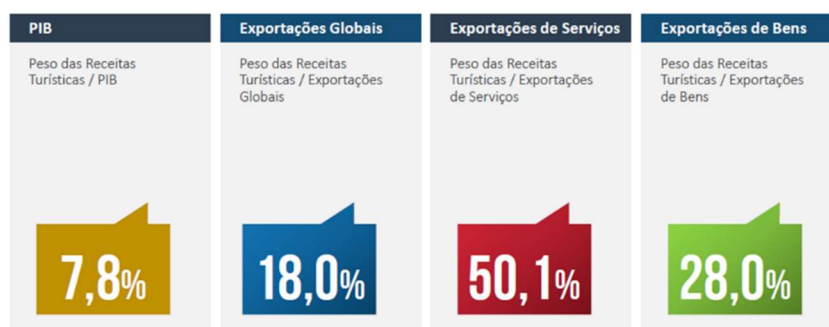 PIB
Peso das Receitas
Turísticas / PIB
7,8%
Exportações Globais
Peso das Receitas
Turísticas / Exportações
Globais
18,0%
Exportações de Serviços
Peso das Receitas
Turísticas / Exportações
de Serviços
50,1%
Exportações de Bens
Peso das Receitas
Turísticas / Exportações
de Bens
28,0%